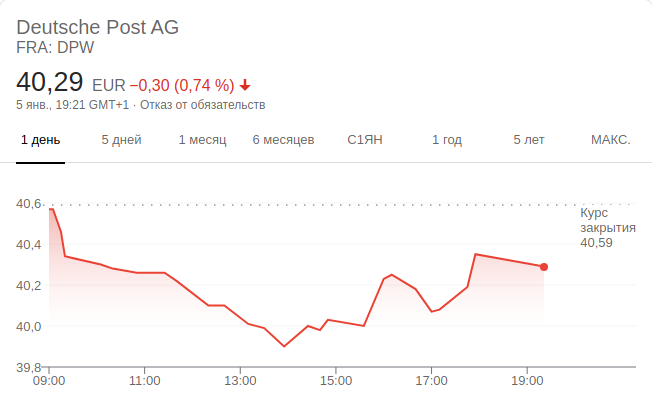 Deutsche Post AG
FRA: DPW
40,29 EUR −0,30 (0,74 %)
5 янв., 19:21 GMT+1 · Отказ от обязательств
1 день 5 дней 1 месяц 6 месяцев С1ЯН 1 год 5 лет МАКС.
40,6
Курс
закрытия
40,59
40,4
40,2
40,0
39,8
09:00 11:00 13:00 15:00 17:00 19:00